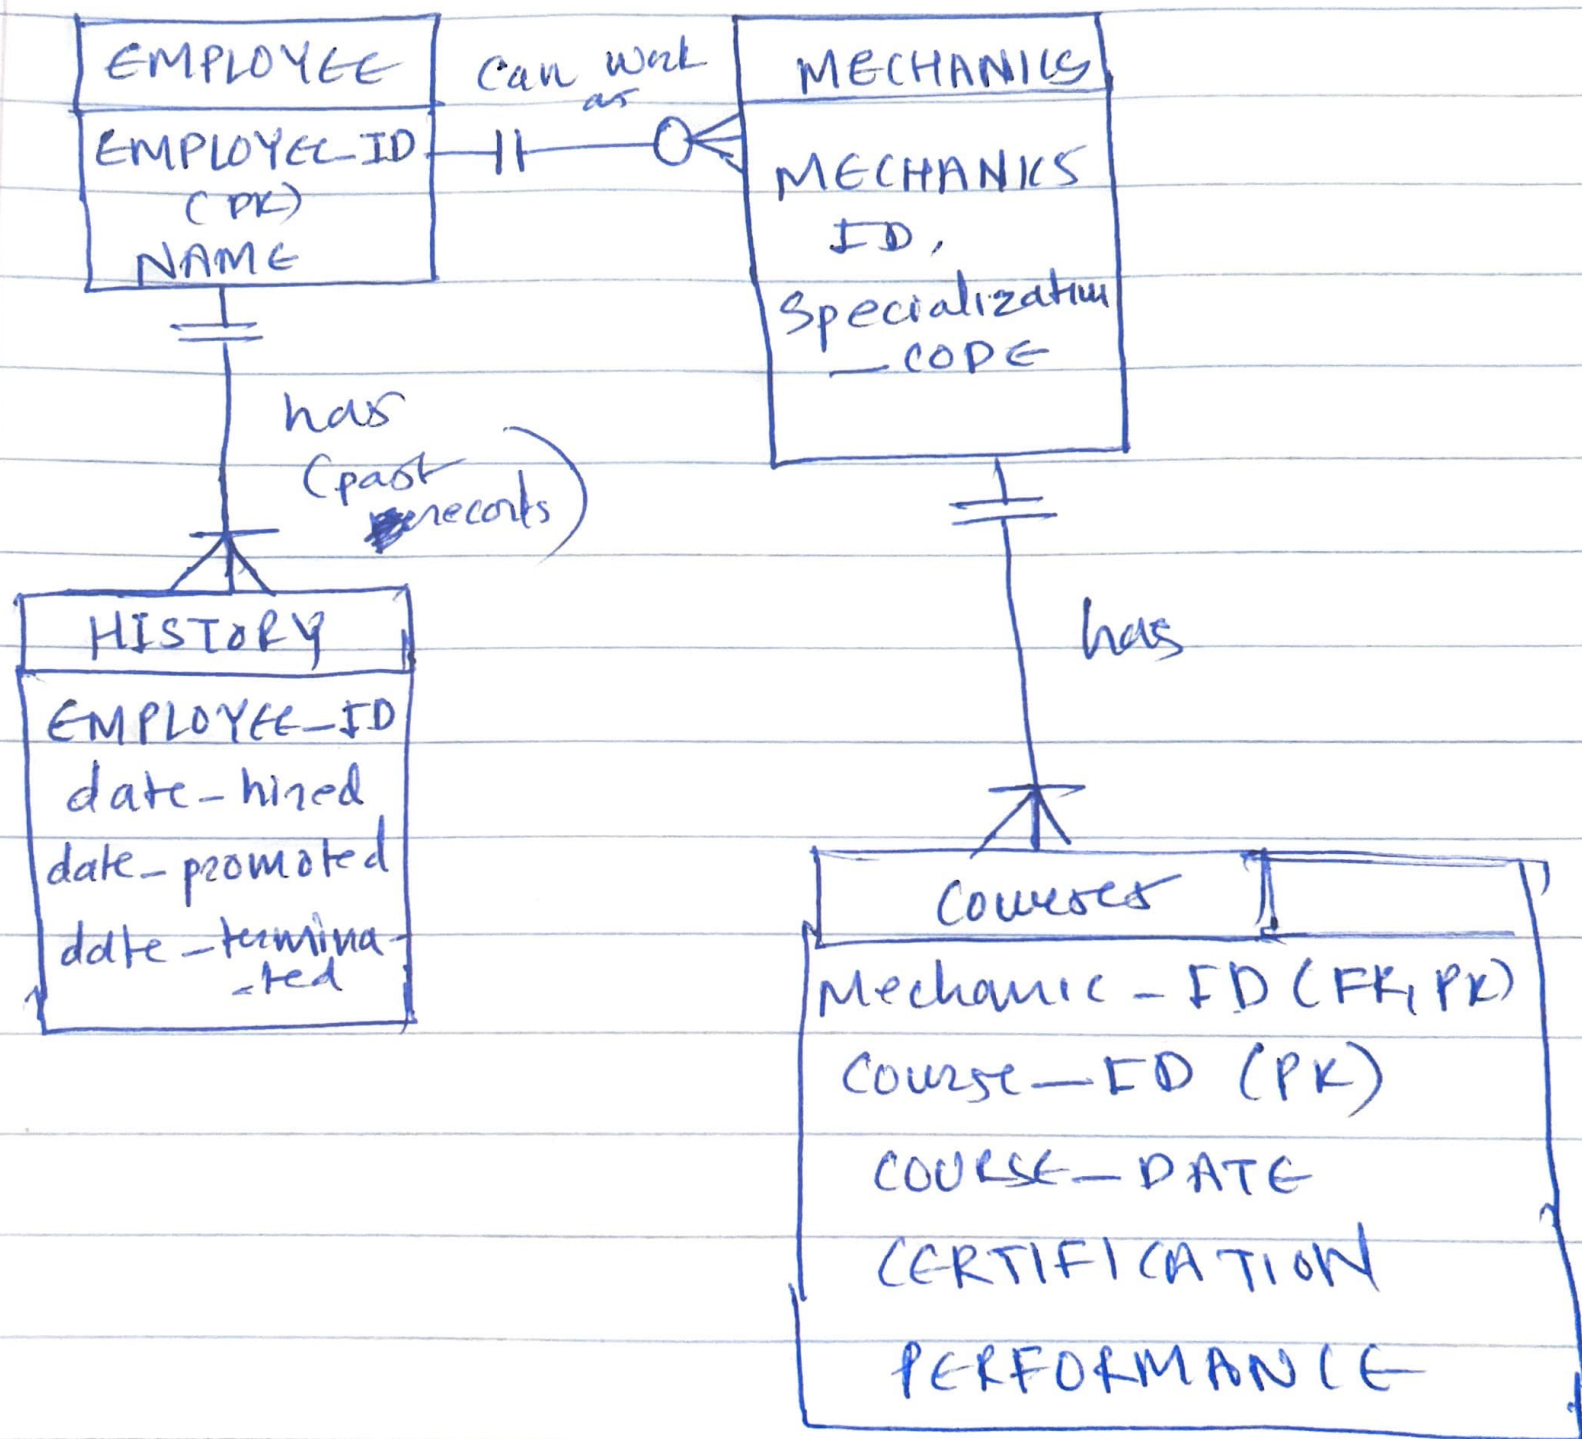 EMPLOYEE
EMPLOYEE_ID
(PK)
NAME
Can work
as
MECHANICS
MECHANICS
ID,
Specialization
_CODE
has
(past
records)
HISTORY
EMPLOYEE_ID
date_hired
date_promoted
date_termina-
-ted
has
Courses
Mechanic_ID (FK, PK)
Course_ID (PK)
COURSE_DATE
CERTIFICATION
PERFORMANCE